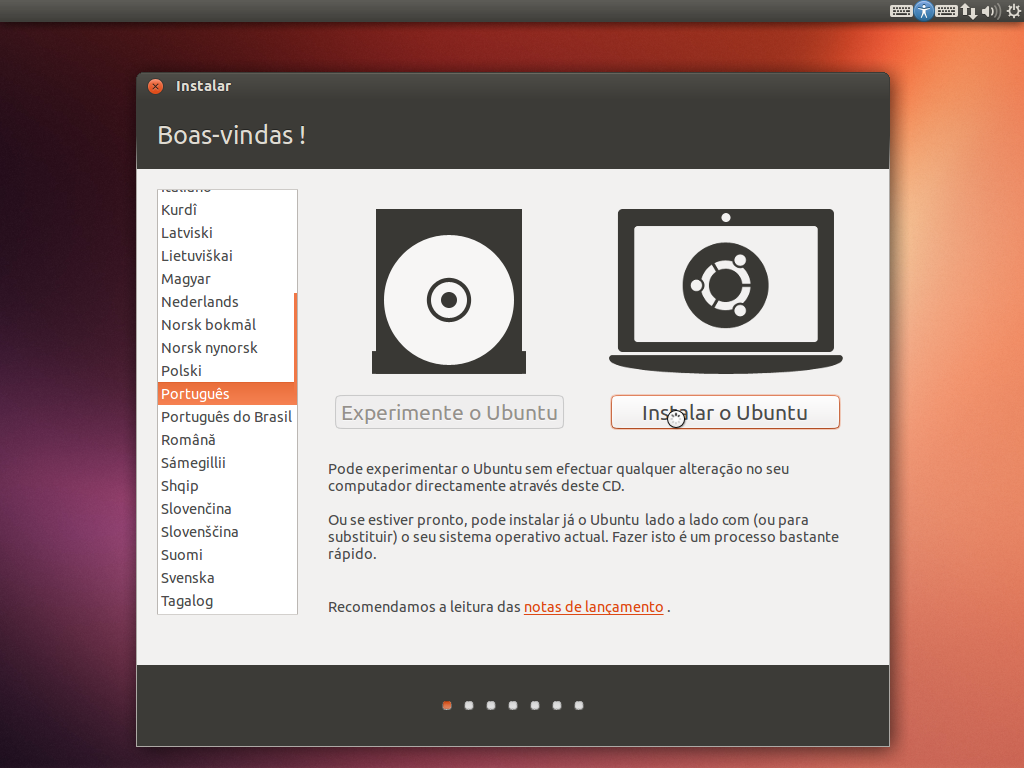 Instalar
Boas-vindas !
Italiano
Kurdî
Latviski
Lietuviškai
Magyar
Nederlands
Norsk bokmål
Norsk nynorsk
Polski
Português
Português do Brasil
Română
Sámegillii
Shqip
Slovenčina
Slovenščina
Suomi
Svenska
Tagalog
Experimente o Ubuntu
Instalar o Ubuntu
Pode experimentar o Ubuntu sem efectuar qualquer alteração no seu
computador directamente através deste CD.
Ou se estiver pronto, pode instalar já o Ubuntu lado a lado com (ou para
substituir) o seu sistema operativo actual. Fazer isto é um processo bastante
rápido.
Recomendamos a leitura das notas de lançamento .